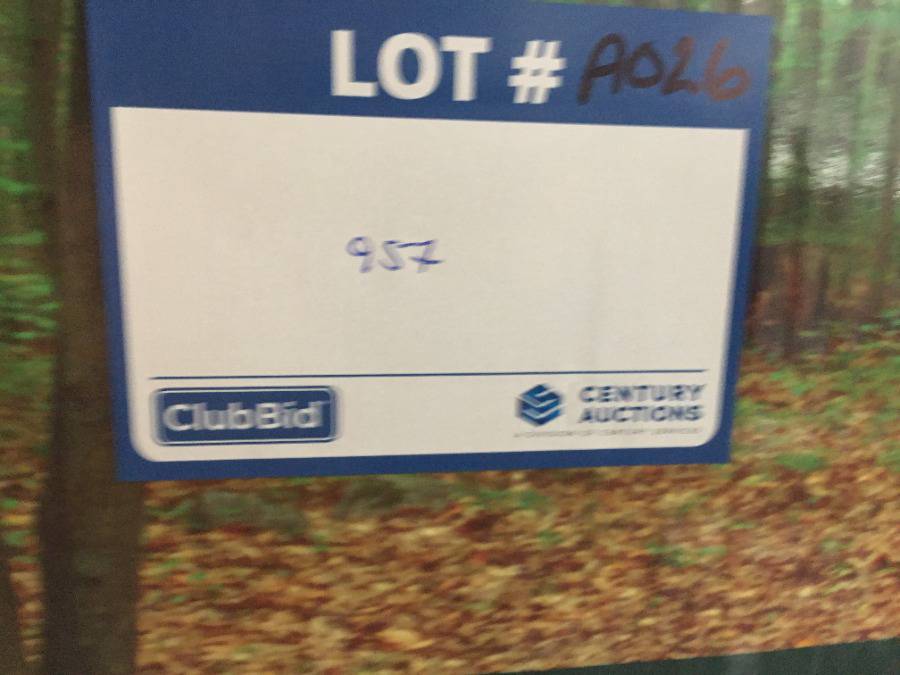 LOT # A026
957
ClubBid
CENTURY
AUCTIONS